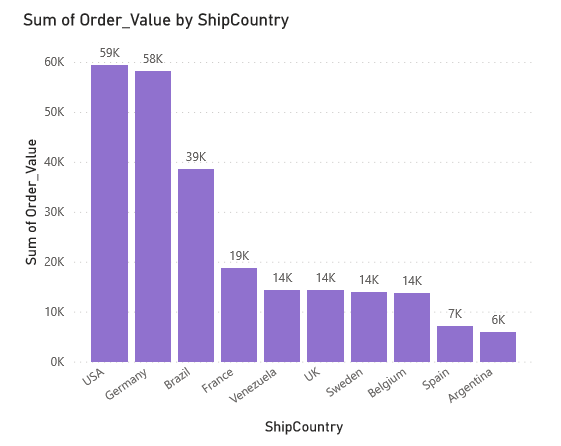 Sum of Order_Value by ShipCountry
60K
50K
40K
30K
20K
10K
0K
Sum of Order_Value
59K
58K
39K
19K
14K
14K
14K
14K
7K
6K
USA
Germany
Brazil
France
Venezuela
UK
Sweden
Belgium
Spain
Argentina
ShipCountry